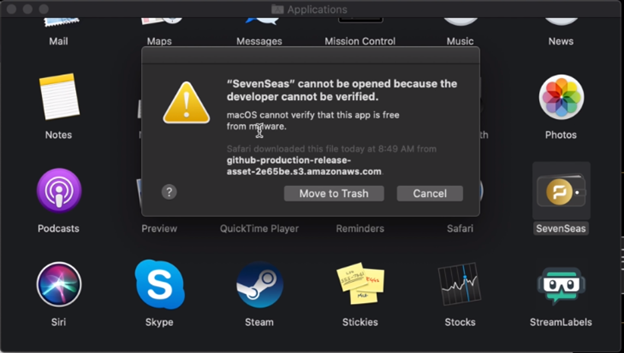 Applications
Mail Maps Messages Mission Control Music News
“SevenSeas” cannot be opened because the
developer cannot be verified.
macOS cannot verify that this app is free
from malware.
Safari downloaded this file today at 8:49 AM from
github-production-release-
asset-2e65be.s3.amazonaws.com
? Move to Trash Cancel
Notes Photos
Podcasts Preview QuickTime Player Reminders Safari SevenSeas
Siri Skype Steam Stickies Stocks StreamLabels